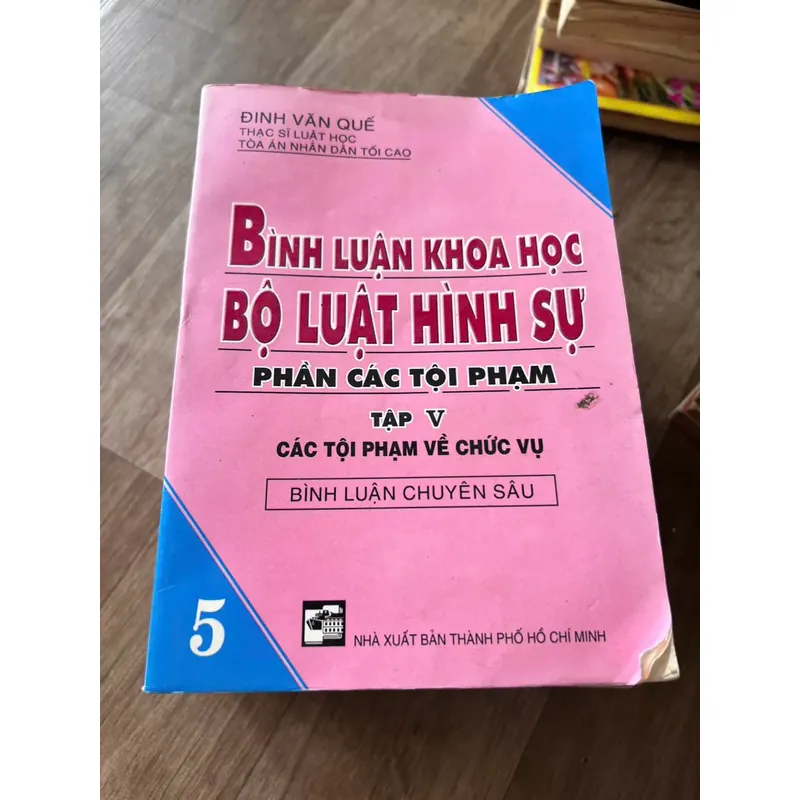 ĐINH VĂN QUẾ
THẠC SĨ LUẬT HỌC
TÒA ÁN NHÂN DÂN TỐI CAO
BÌNH LUẬN KHOA HỌC
BỘ LUẬT HÌNH SỰ
PHẦN CÁC TỘI PHẠM
TẬP V
CÁC TỘI PHẠM VỀ CHỨC VỤ
BÌNH LUẬN CHUYÊN SÂU
5
NHÀ XUẤT BẢN THÀNH PHỐ HỒ CHÍ MINH